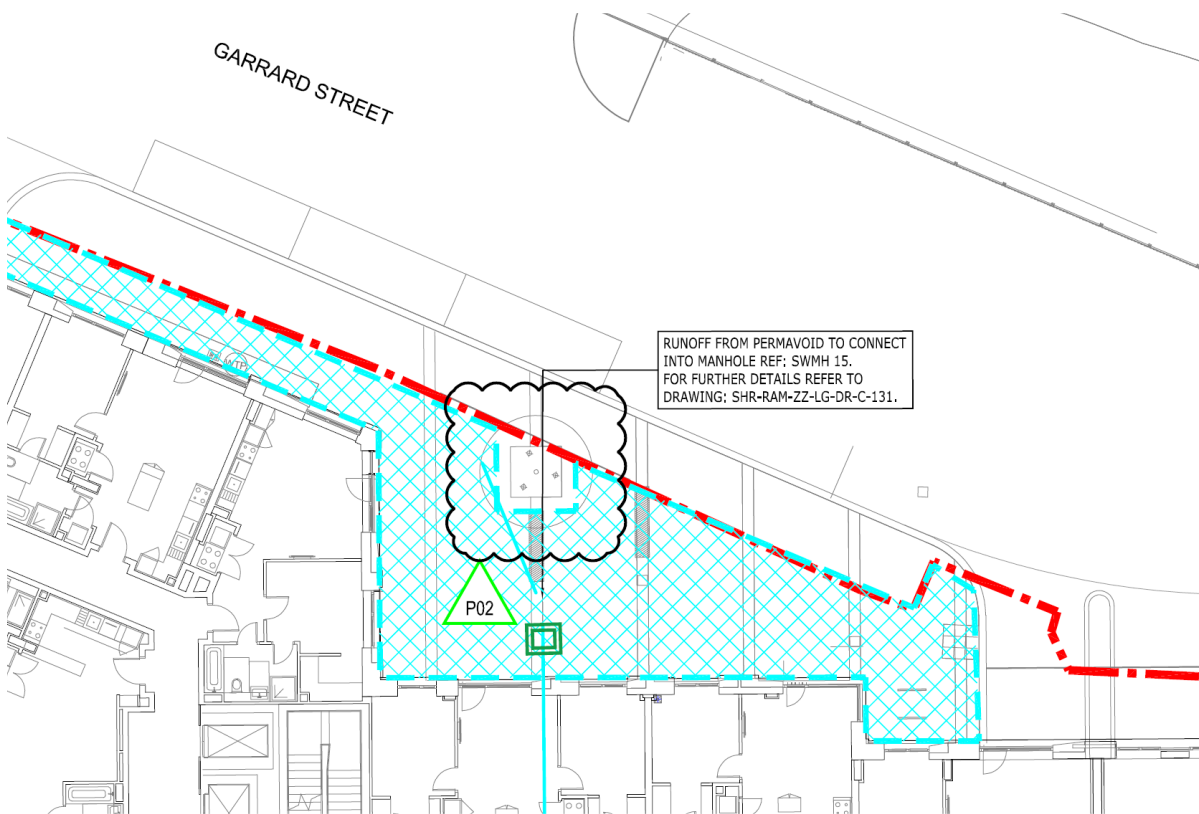 GARRARD STREET
RUNOFF FROM PERMAVOID TO CONNECT
INTO MANHOLE REF; SWMH 15.
FOR FURTHER DETAILS REFER TO
DRAWING; SHR-RAM-ZZ-LG-DR-C-131.
WTP
P02